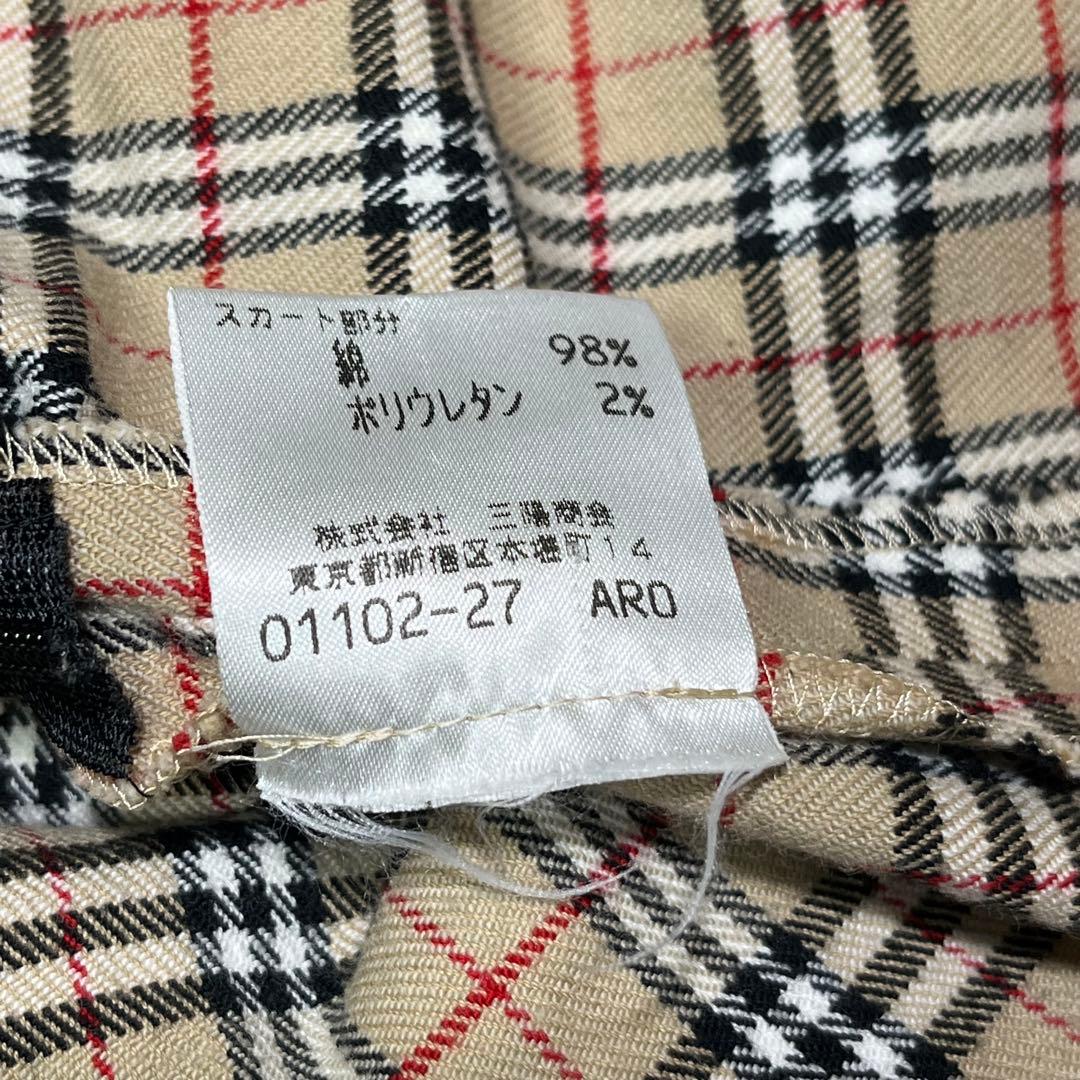 スカート部分
綿 98%
ポリウレタン 2%
株式会社 三陽商会
東京都新宿区本塩町14
01102-27 ARO